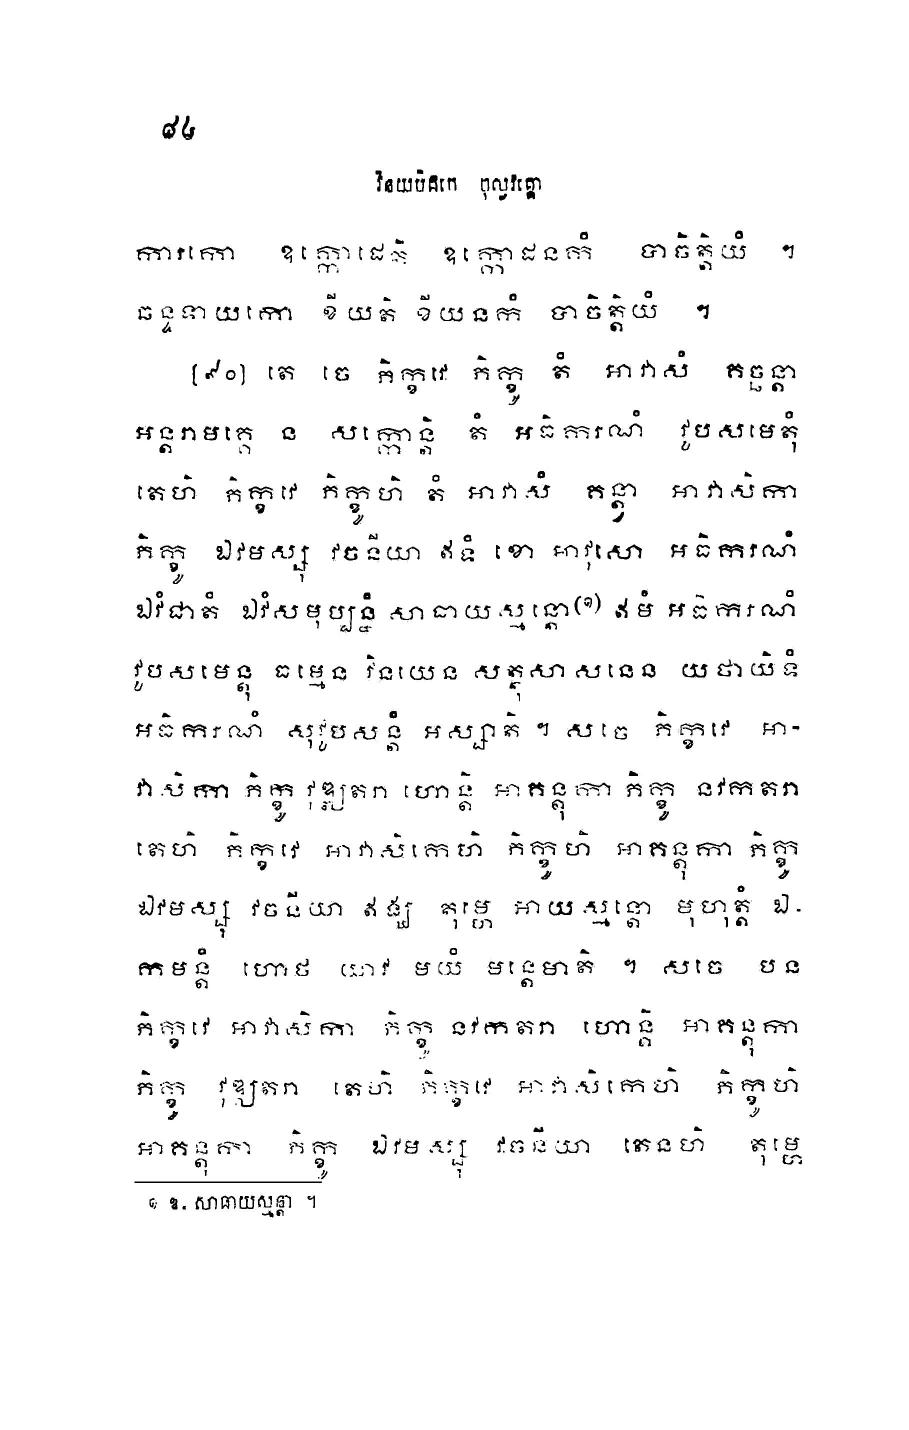 ៨៤
វិនយបិដកេ ចុល្លវគ្គោ
ការកោ ឧក្កោដេតិ ឧក្កោដនកំ បាចិត្តិយំ ។
ឆន្ទទាយកោ ខីយតិ ខីយនកំ បាចិត្តិយំ ។
[៩០] តេ ចេ ភិក្ខវេ ភិក្ខូ តំ អាវាសំ គច្ឆន្តា
អន្តរាមគ្គេ ន សក្កោន្តិ តំ អធិករណំ វូបសមេតុំ
តេហិ ភិក្ខវេ ភិក្ខូហិ តំ អាវាសំ គន្ត្វា អាវាសិកា
ភិក្ខូ ឯវមស្សុ វចនីយា ឥទំ ខោ អាវុសោ អធិករណំ
ឯវំជាតំ ឯវំសមុប្បន្នំ សាធាយស្មន្តោ(១) ឥមំ អធិករណំ
វូបសមេន្តុ ធម្មេន វិនយេន សត្ថុសាសនេន យថាយិទំ
អធិករណំ សុវូបសន្តំ អស្សាតិ ។ សចេ ភិក្ខវេ អា-
វាសិកា ភិក្ខូ វុឌ្ឍតរា ហោន្តិ អាគន្តុកា ភិក្ខូ នវកតរា
តេហិ ភិក្ខវេ អាវាសិកេហិ ភិក្ខូហិ អាគន្តុកា ភិក្ខូ
ឯវមស្សុ វចនីយា ឥង្ឃ តុម្ហេ អាយស្មន្តោ មុហុត្តំ ឯ-
កមន្តំ ហោថ យាវ មយំ មន្តេមាតិ ។ សចេ បន
ភិក្ខវេ អាវាសិកា ភិក្ខូ នវកតរា ហោន្តិ អាគន្តុកា
ភិក្ខូ វុឌ្ឍតរា តេហិ ភិក្ខវេ អាវាសិកេហិ ភិក្ខូហិ
អាគន្តុកា ភិក្ខូ ឯវមស្សុ វចនីយា តេនហិ តុម្ហេ
១ ឱ. សាធាយស្មន្តា ។